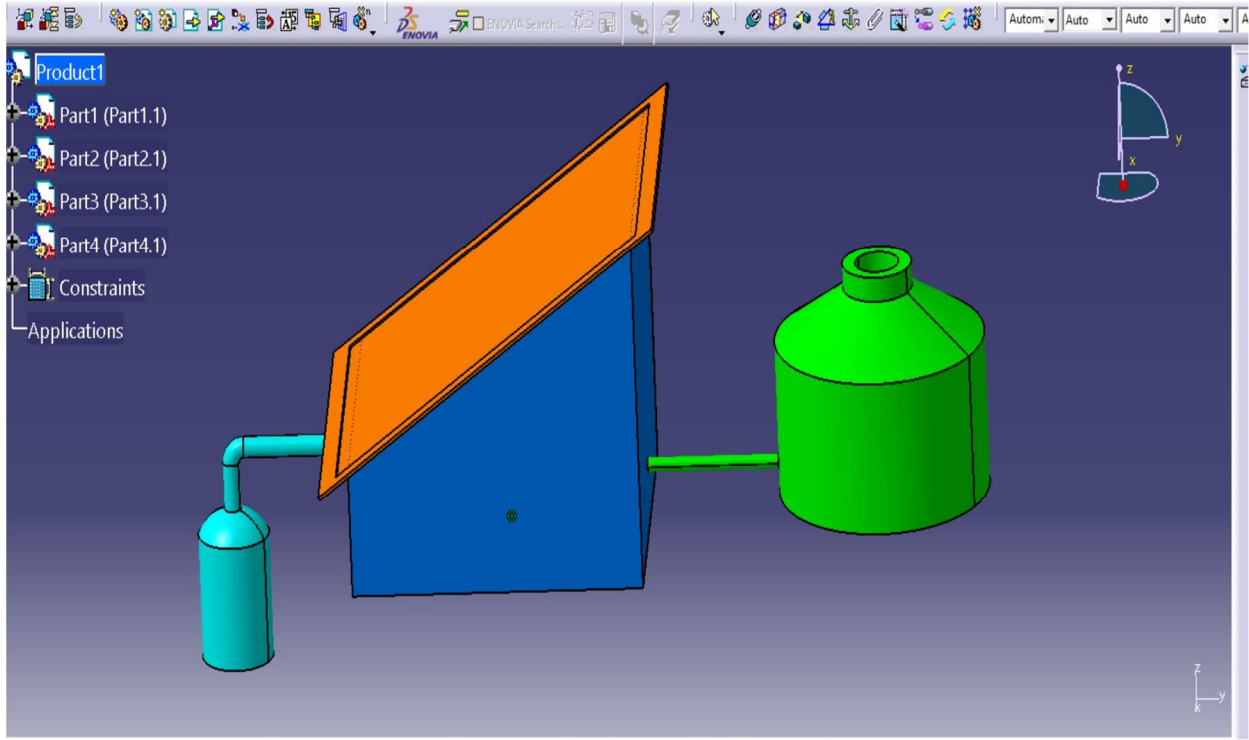 ENOVIA
ENOVIA Search...
Auto
Auto
Auto
Product1
Part1 (Part1.1)
Part2 (Part2.1)
Part3 (Part3.1)
Part4 (Part4.1)
Constraints
Applications
z
y
x
z
y
x